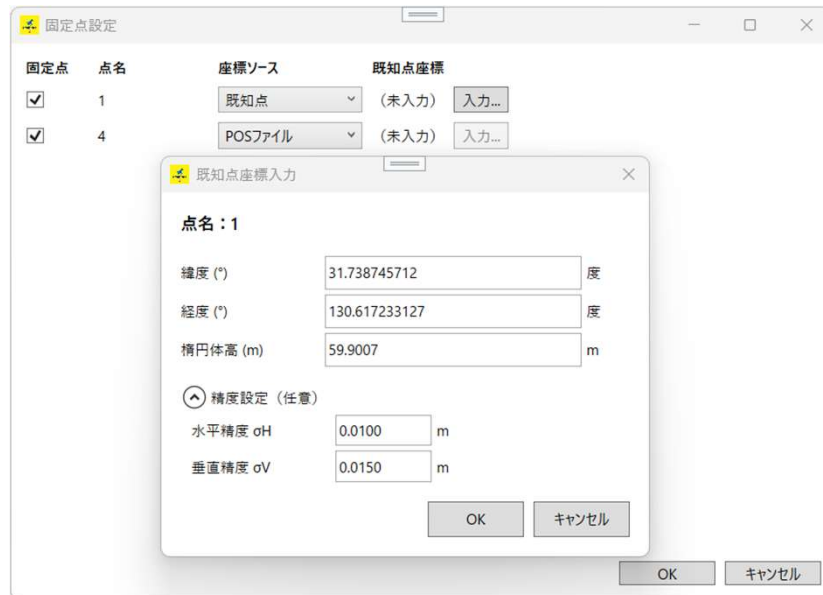 固定点設定
固定点 点名 座標ソース 既知点座標
1 既知点 (未入力) 入力...
4 POSファイル (未入力) 入力...
既知点座標入力
点名：1
緯度 (°) 31.738745712 度
経度 (°) 130.617233127 度
楕円体高 (m) 59.9007 m
精度設定（任意）
水平精度 σH 0.0100 m
垂直精度 σV 0.0150 m
OK キャンセル
OK キャンセル